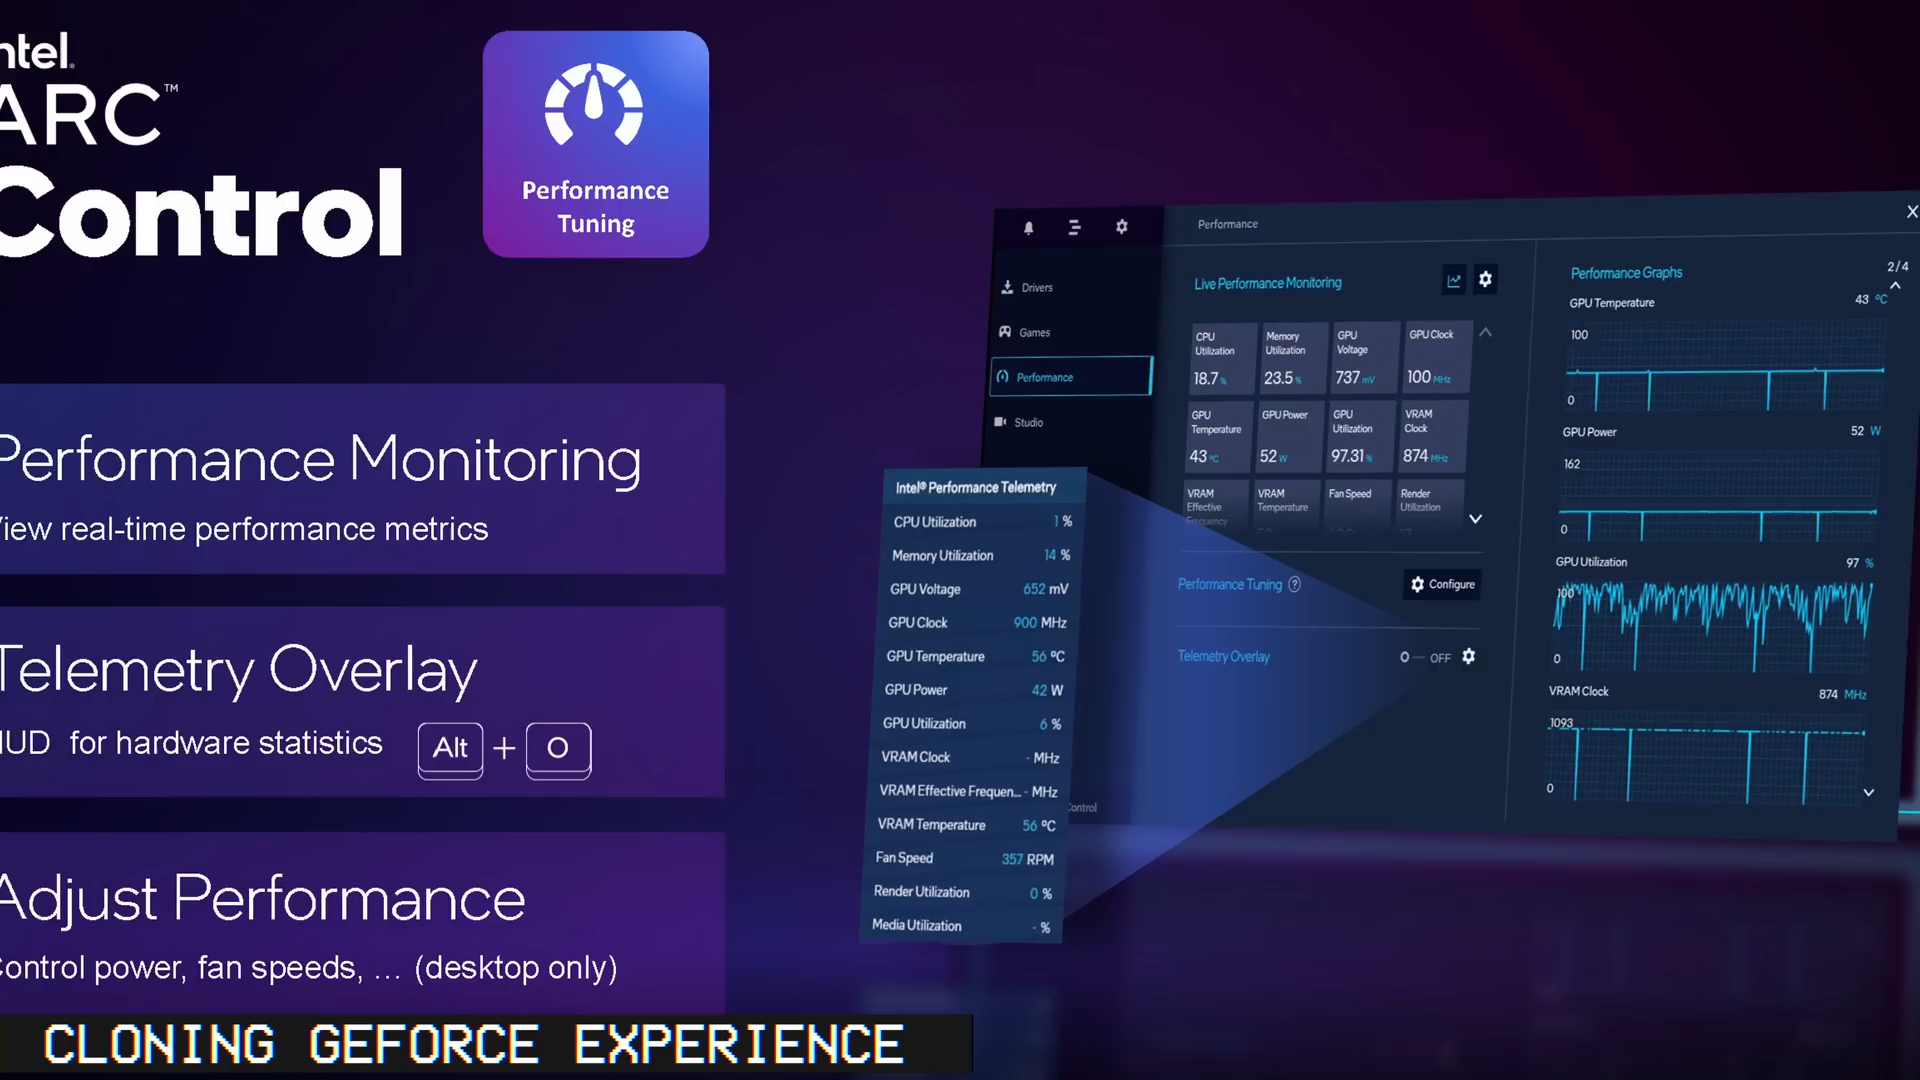 ntel.
ARC™
Control
Performance
Tuning
Performance Monitoring
View real-time performance metrics
Telemetry Overlay
HUD for hardware statistics
Alt + O
Adjust Performance
Control power, fan speeds, ... (desktop only)
CLONING GEFORCE EXPERIENCE
Intel® Performance Telemetry
CPU Utilization 1 %
Memory Utilization 14 %
GPU Voltage 652 mV
GPU Clock 900 MHz
GPU Temperature 56 °C
GPU Power 42 W
GPU Utilization 6 %
VRAM Clock - MHz
VRAM Effective Frequen... - MHz
VRAM Temperature 56 °C
Fan Speed 357 RPM
Render Utilization 0 %
Media Utilization - %
Drivers
Games
Performance
Studio
Control
Performance
X
Live Performance Monitoring
CPU
Utilization
18.7 %
Memory
Utilization
23.5 %
GPU
Voltage
737 mV
GPU Clock
100 MHz
GPU
Temperature
43 °C
GPU Power
52 W
GPU
Utilization
97.31 %
VRAM
Clock
874 MHz
VRAM
Effective
Frequency
VRAM
Temperature
Fan Speed
Render
Utilization
Performance Tuning ?
Configure
Telemetry Overlay
OFF
Performance Graphs
2/4
GPU Temperature 43 °C
100
0
GPU Power 52 W
162
0
GPU Utilization 97 %
100
0
VRAM Clock 874 MHz
1093
0